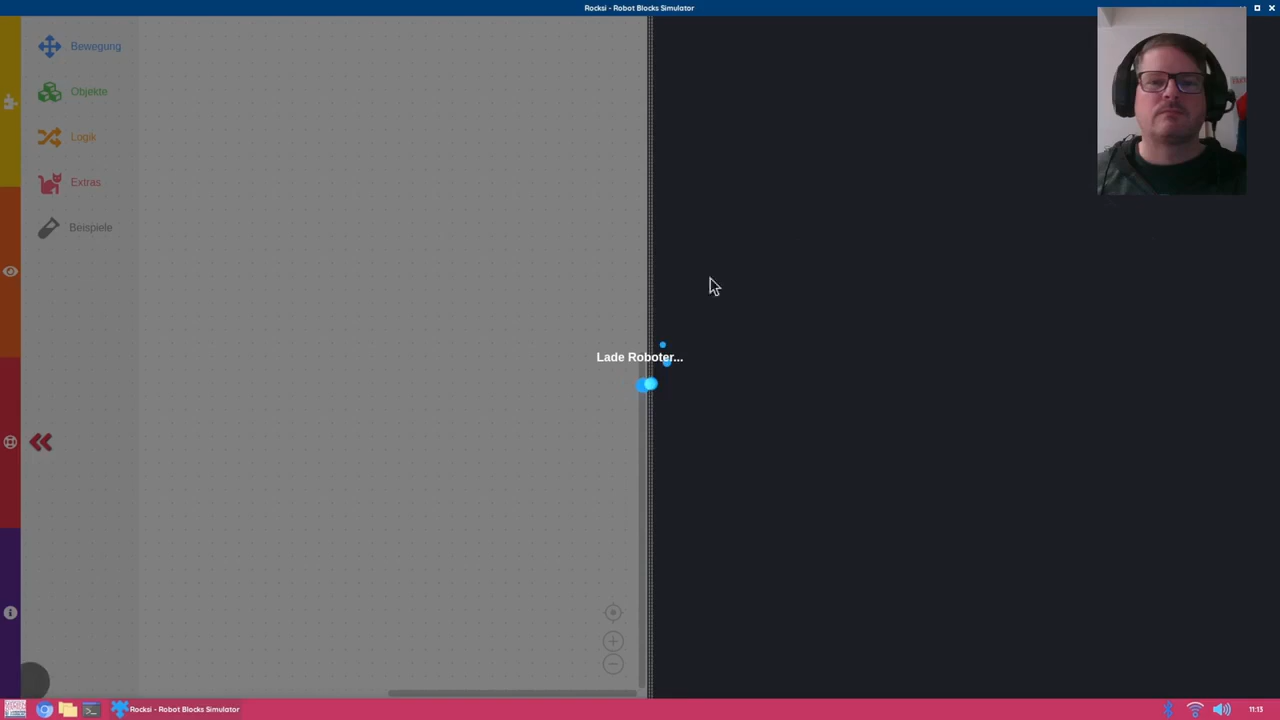 Rocksi - Robot Blocks Simulator
Bewegung
Objekte
Logik
Extras
Beispiele
Lade Roboter...
Rocksi - Robot Blocks Simulator
11:13